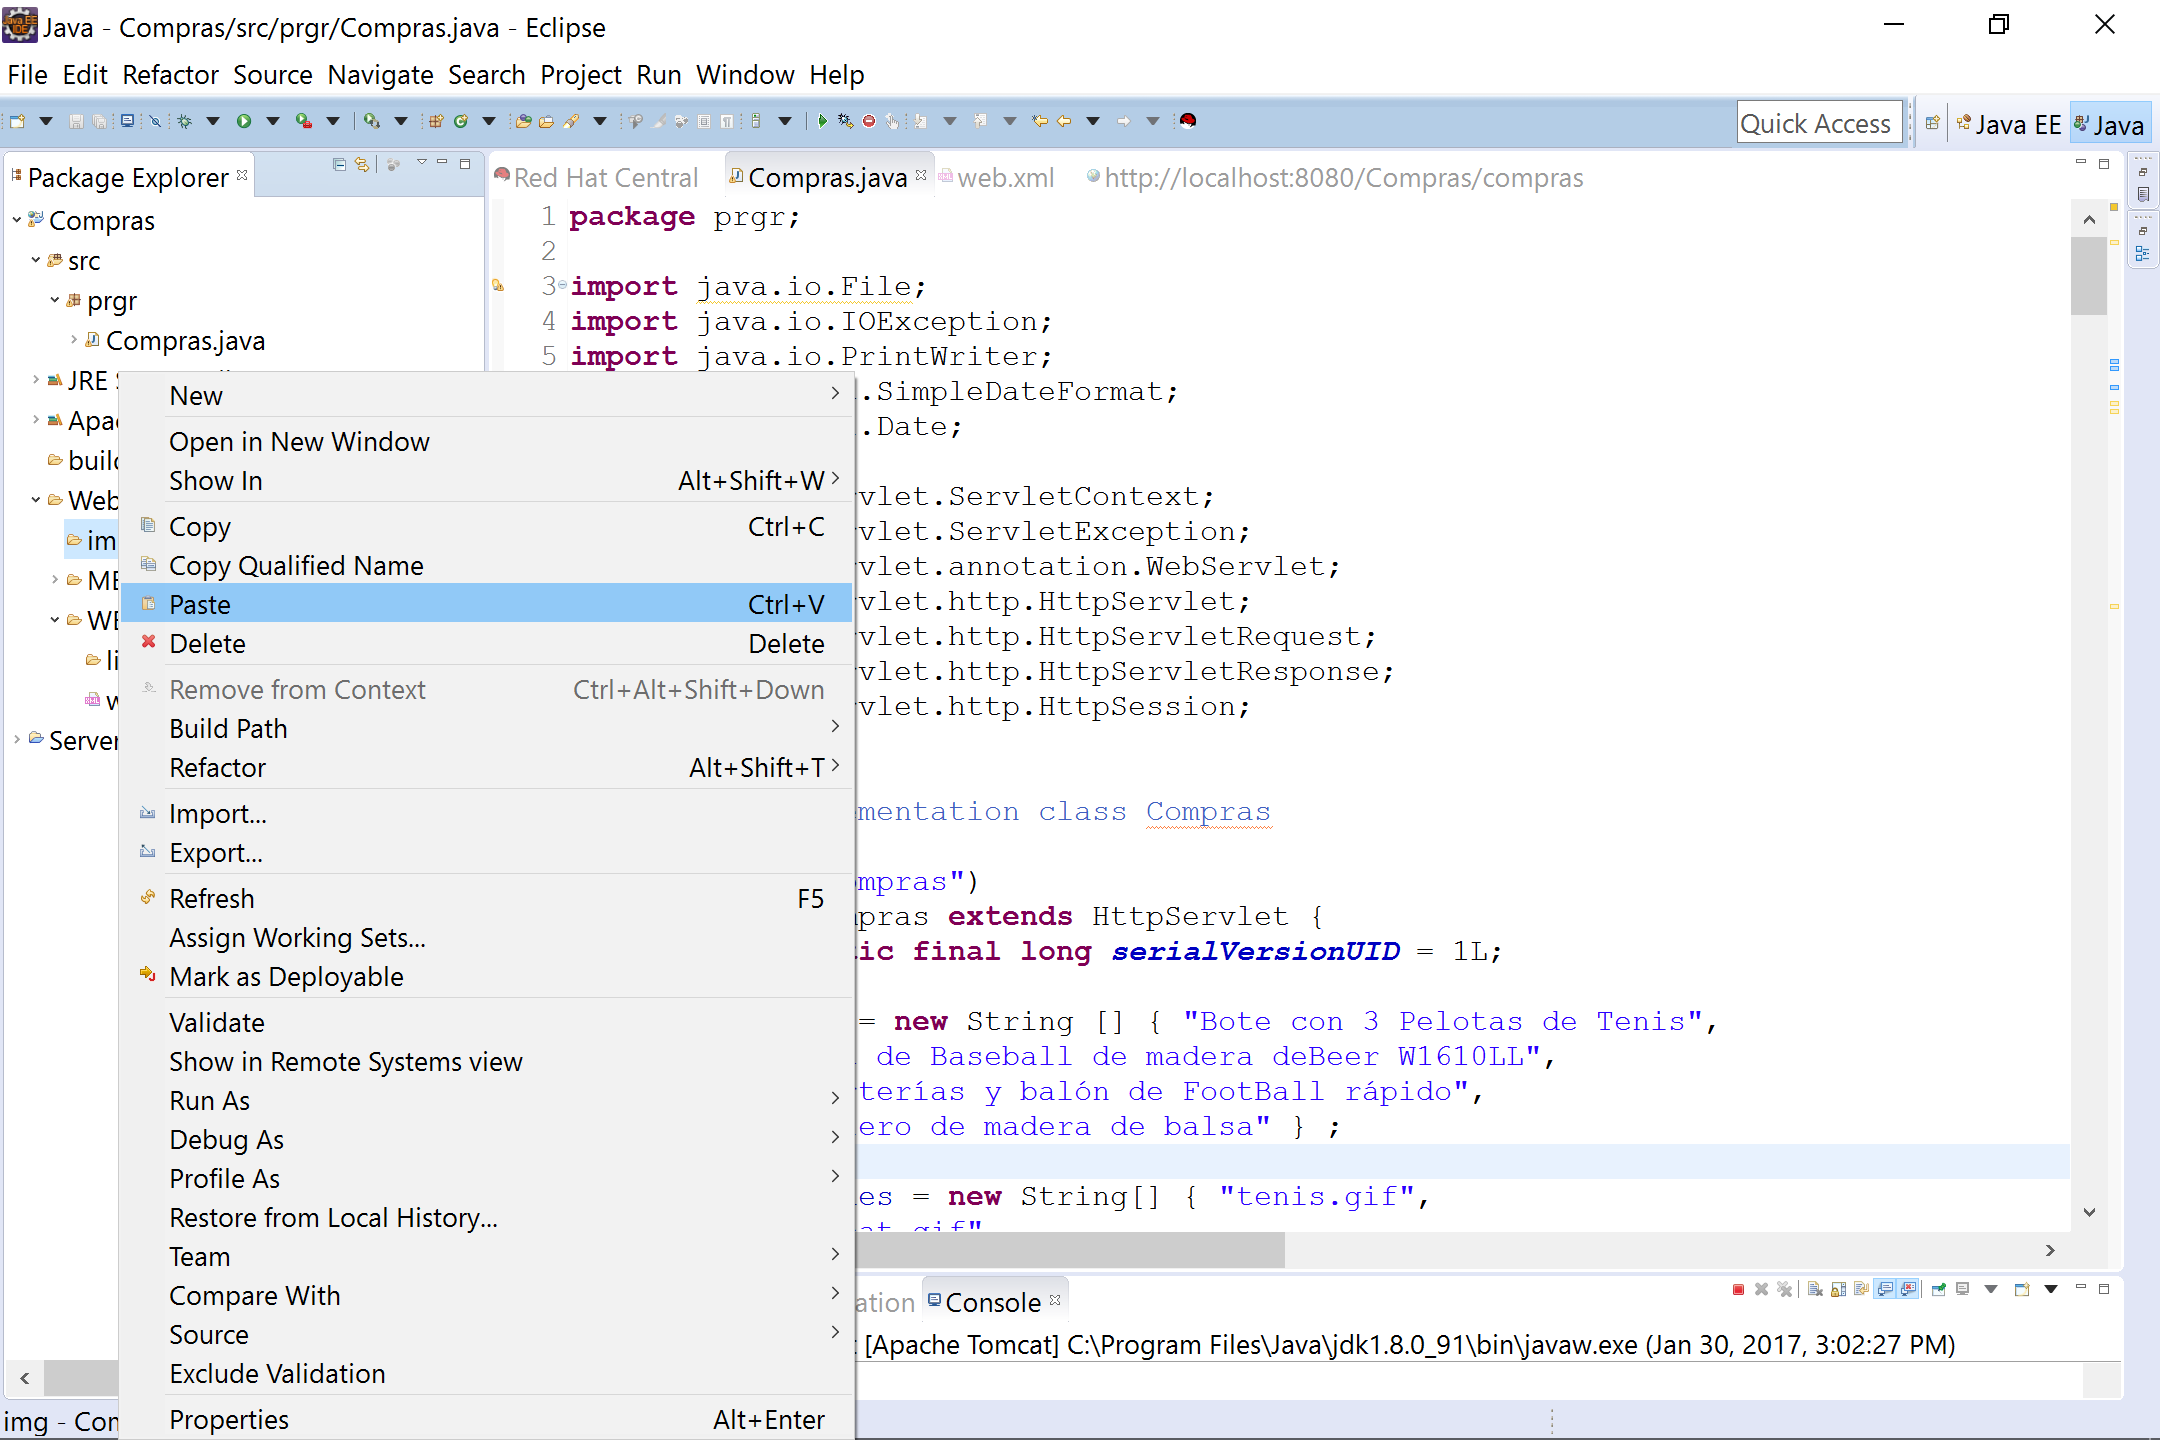 Java - Compras/src/prgr/Compras.java - Eclipse
File Edit Refactor Source Navigate Search Project Run Window Help
Quick Access
Java EE
Java
Package Explorer
Compras
src
prgr
Compras.java
JRE S
Apa
build
Web
im
ME
WE
li
w
Server
New
Open in New Window
Show In Alt+Shift+W
Copy Ctrl+C
Copy Qualified Name
Paste Ctrl+V
Delete Delete
Remove from Context Ctrl+Alt+Shift+Down
Build Path
Refactor Alt+Shift+T
Import...
Export...
Refresh F5
Assign Working Sets...
Mark as Deployable
Validate
Show in Remote Systems view
Run As
Debug As
Profile As
Restore from Local History...
Team
Compare With
Source
Exclude Validation
Properties Alt+Enter
Red Hat Central
Compras.java
web.xml
http://localhost:8080/Compras/compras
1 package prgr;
2
3 import java.io.File;
4 import java.io.IOException;
5 import java.io.PrintWriter;
.SimpleDateFormat;
.Date;
vlet.ServletContext;
vlet.ServletException;
vlet.annotation.WebServlet;
vlet.http.HttpServlet;
vlet.http.HttpServletRequest;
vlet.http.HttpServletResponse;
vlet.http.HttpSession;
mentation class Compras
mpras")
pras extends HttpServlet {
ic final long serialVersionUID = 1L;
= new String [] { "Bote con 3 Pelotas de Tenis",
de Baseball de madera deBeer W1610LL",
terías y balón de FootBall rápido",
ero de madera de balsa" } ;
es = new String[] { "tenis.gif",
at.gif"
ation
Console
[Apache Tomcat] C:\Program Files\Java\jdk1.8.0_91\bin\javaw.exe (Jan 30, 2017, 3:02:27 PM)
img - Com